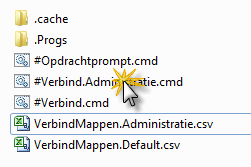 .cache
.Progs
#Opdrachtprompt.cmd
#Verbind.Administratie.cmd
#Verbind.cmd
VerbindMappen.Administratie.csv
VerbindMappen.Default.csv